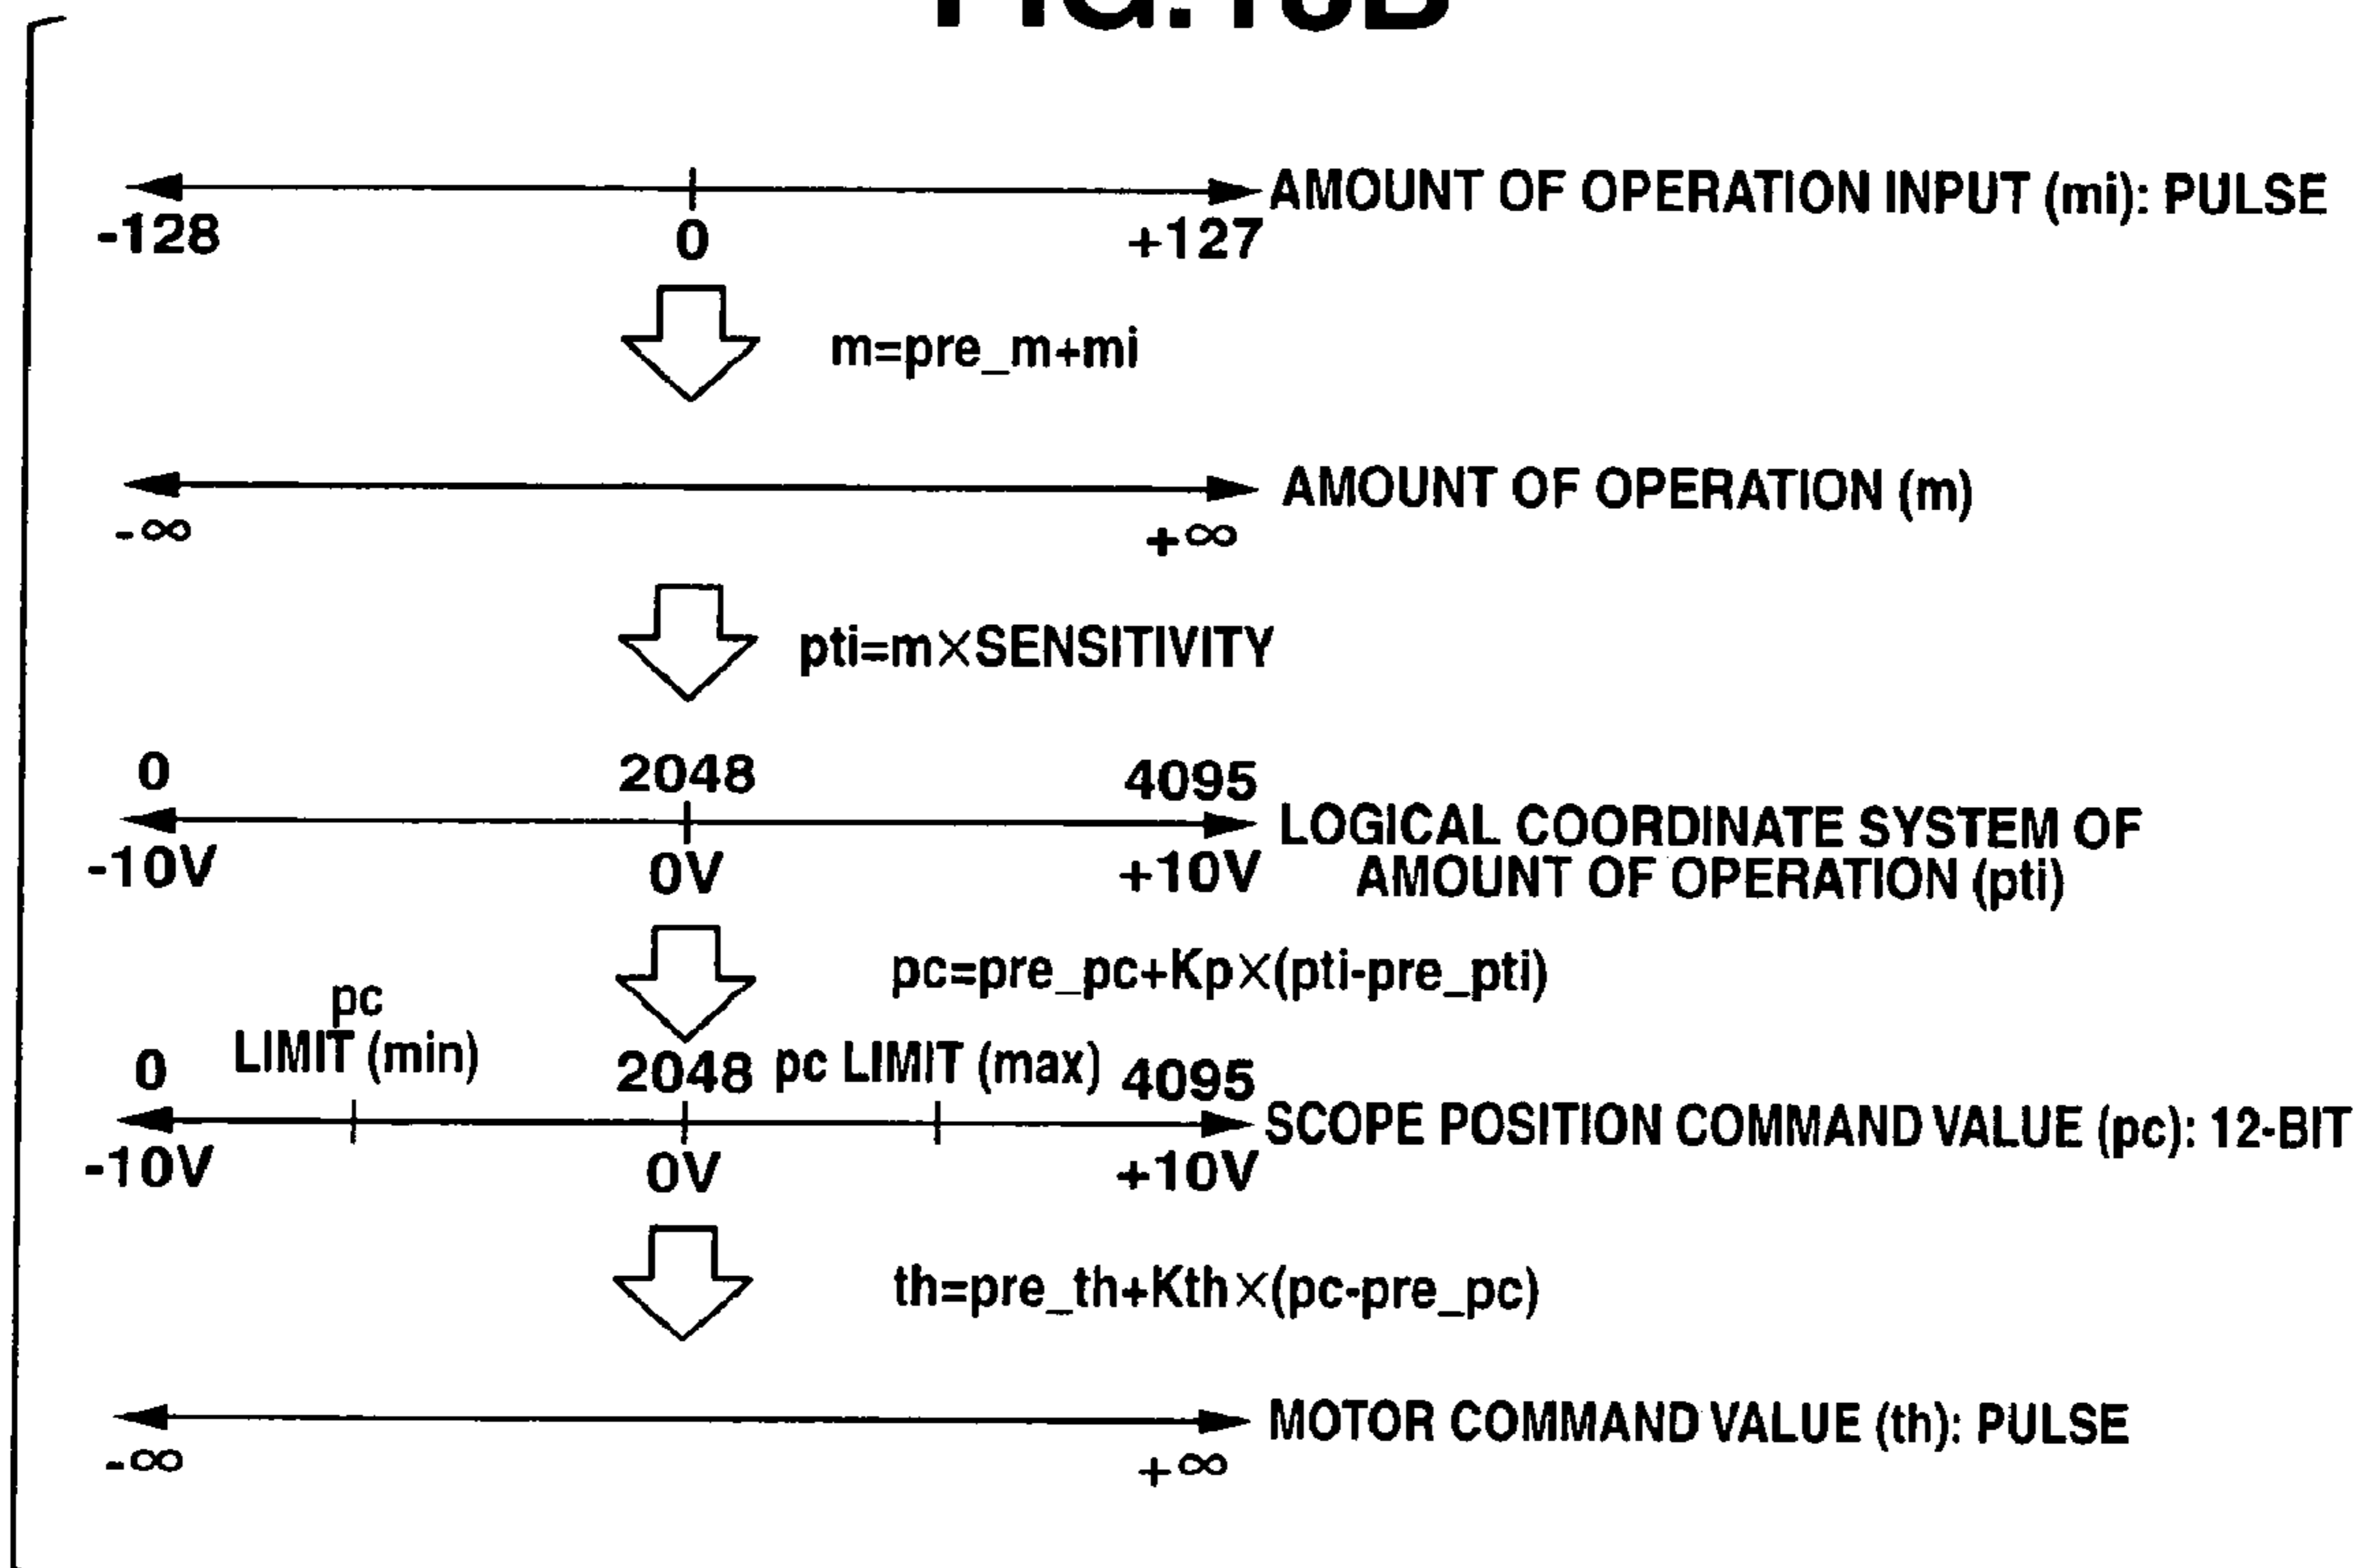 -128
0
+127
AMOUNT OF OPERATION INPUT (mi): PULSE
m=pre_m+mi
-∞
+∞
AMOUNT OF OPERATION (m)
pti=m×SENSITIVITY
0
2048
4095
-10V
0V
+10V
LOGICAL COORDINATE SYSTEM OF
AMOUNT OF OPERATION (pti)
pc=pre_pc+Kp×(pti-pre_pti)
pc
LIMIT (min)
0
2048
pc LIMIT (max)
4095
-10V
0V
+10V
SCOPE POSITION COMMAND VALUE (pc): 12-BIT
th=pre_th+Kth×(pc-pre_pc)
-∞
+∞
MOTOR COMMAND VALUE (th): PULSE